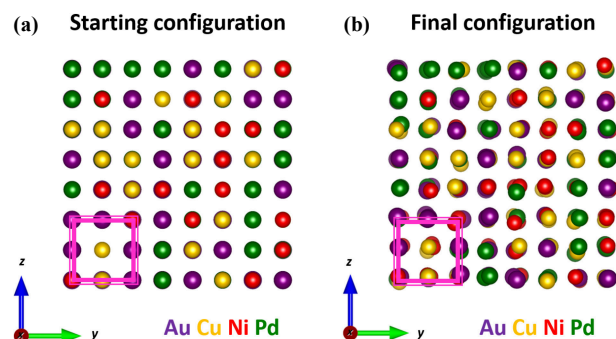 (a) Starting configuration
(b) Final configuration
z
y
Au Cu Ni Pd
z
y
Au Cu Ni Pd